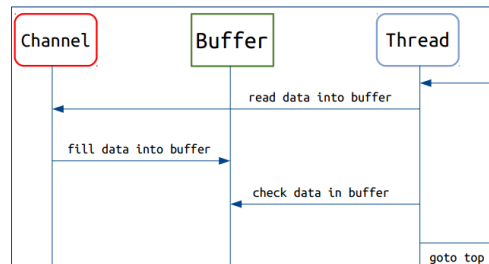 Channel
Buffer
Thread
read data into buffer
fill data into buffer
check data in buffer
goto top